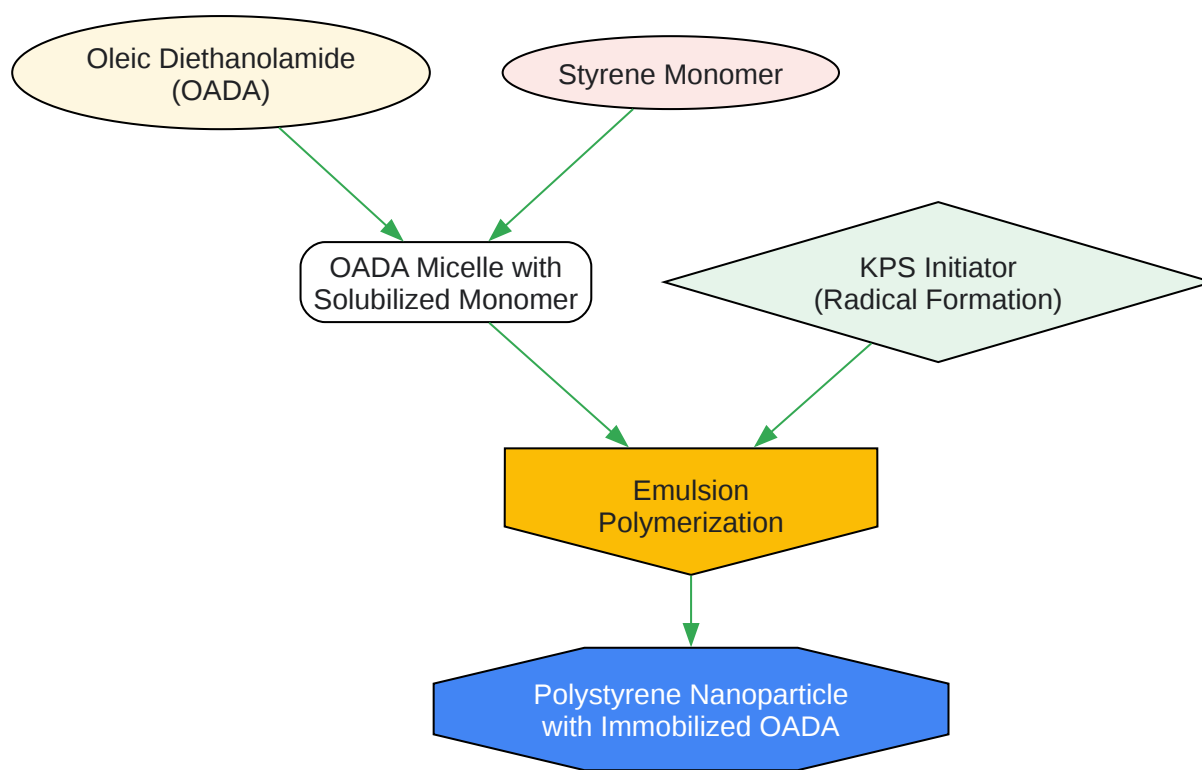 Oleic Diethanolamide
(OADA)
Styrene Monomer
OADA Micelle with
Solubilized Monomer
KPS Initiator
(Radical Formation)
Emulsion
Polymerization
Polystyrene Nanoparticle
with Immobilized OADA